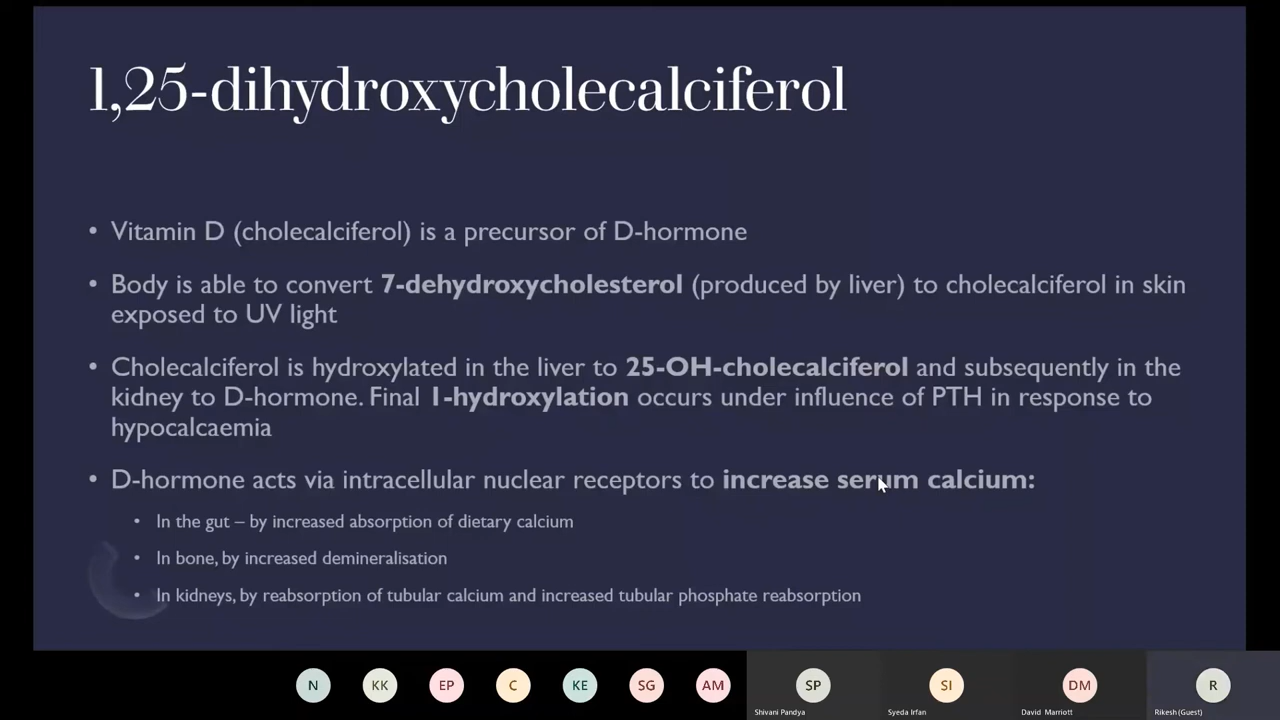 1,25-dihydroxycholecalciferol
• Vitamin D (cholecalciferol) is a precursor of D-hormone
• Body is able to convert 7-dehydroxycholesterol (produced by liver) to cholecalciferol in skin
exposed to UV light
• Cholecalciferol is hydroxylated in the liver to 25-OH-cholecalciferol and subsequently in the
kidney to D-hormone. Final 1-hydroxylation occurs under influence of PTH in response to
hypocalcaemia
• D-hormone acts via intracellular nuclear receptors to increase serum calcium:
• In the gut – by increased absorption of dietary calcium
• In bone, by increased demineralisation
• In kidneys, by reabsorption of tubular calcium and increased tubular phosphate reabsorption
N KK EP C KE SG AM SP SI DM R
Shivani Pandya Syeda Irfan David Marriott Rikesh (Guest)